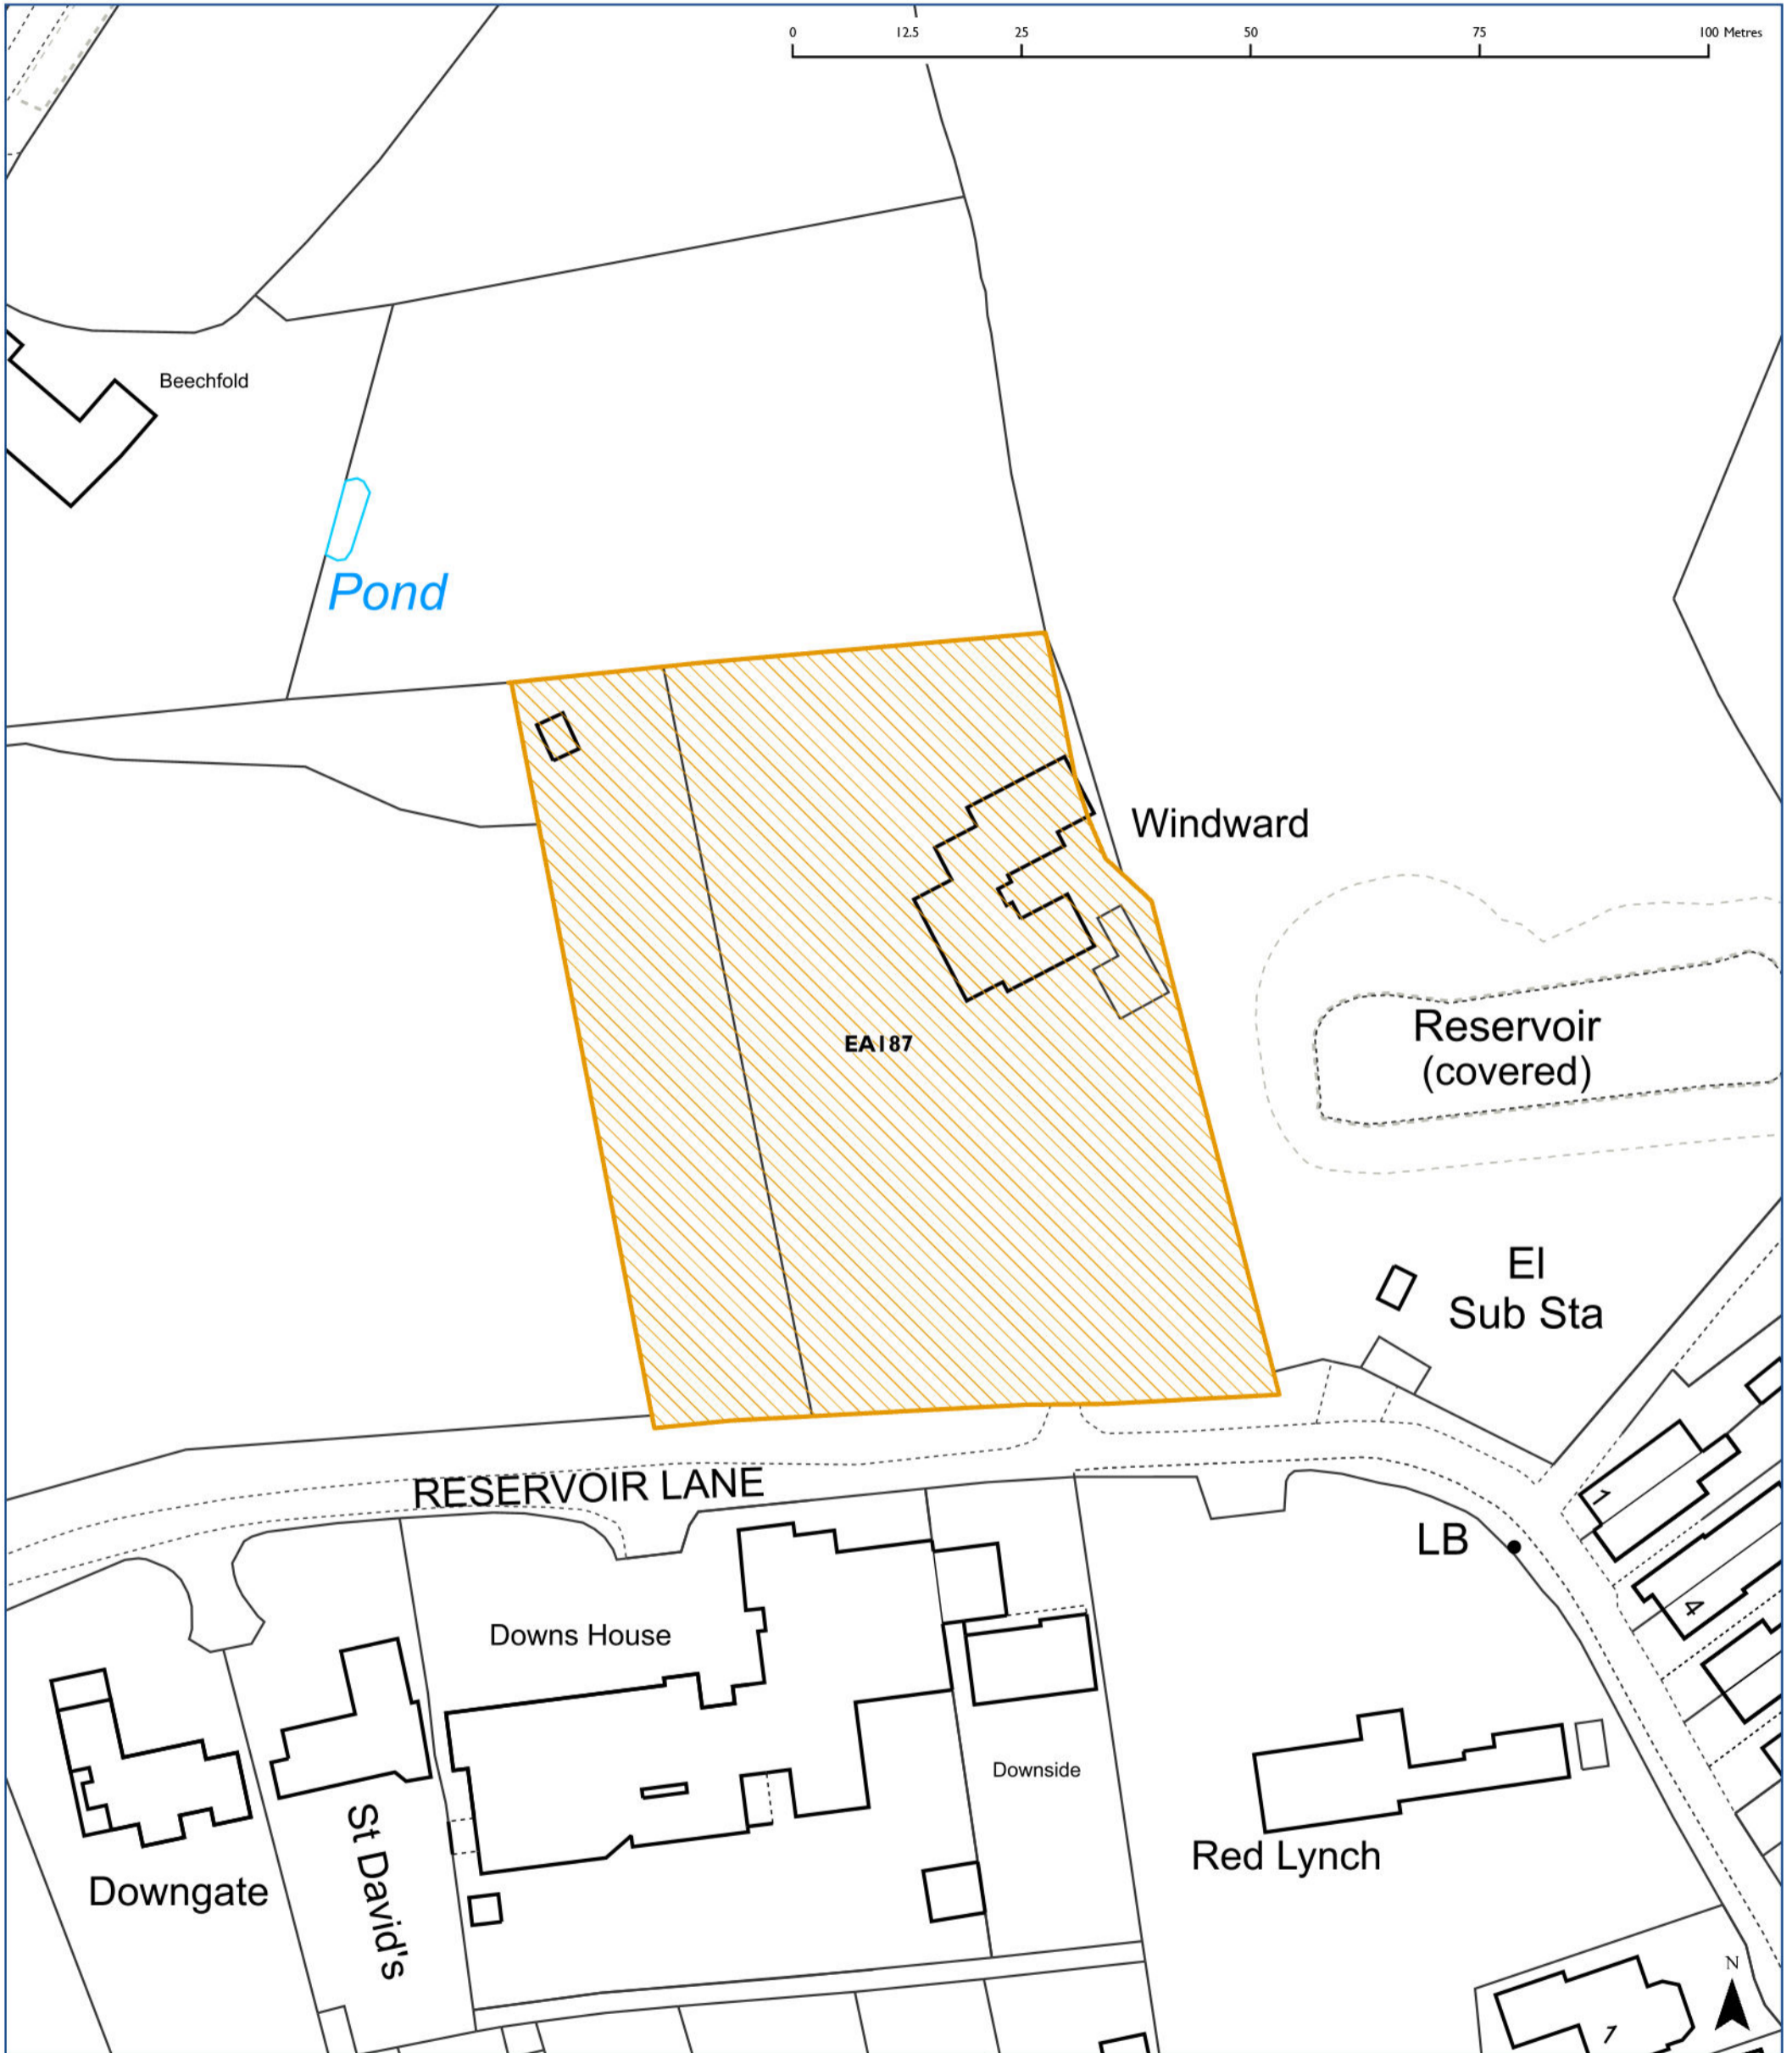 0 12.5 25 50 75 100 Metres
Beechfold
Pond
Windward
Reservoir
(covered)
EA187
El
Sub Sta
RESERVOIR LANE
1
LB
4
Downs House
Downside
Red Lynch
Downgate
St David's
N
1